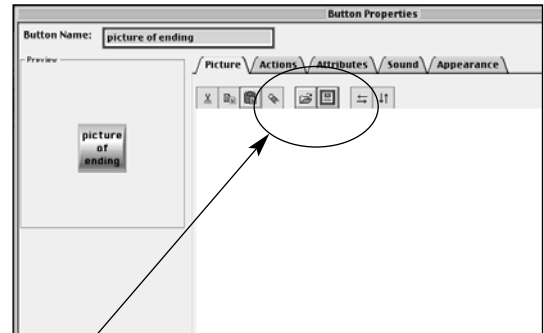 Button Properties
Button Name: picture of ending
Preview
Picture Actions Attributes Sound Appearance
picture
of
ending